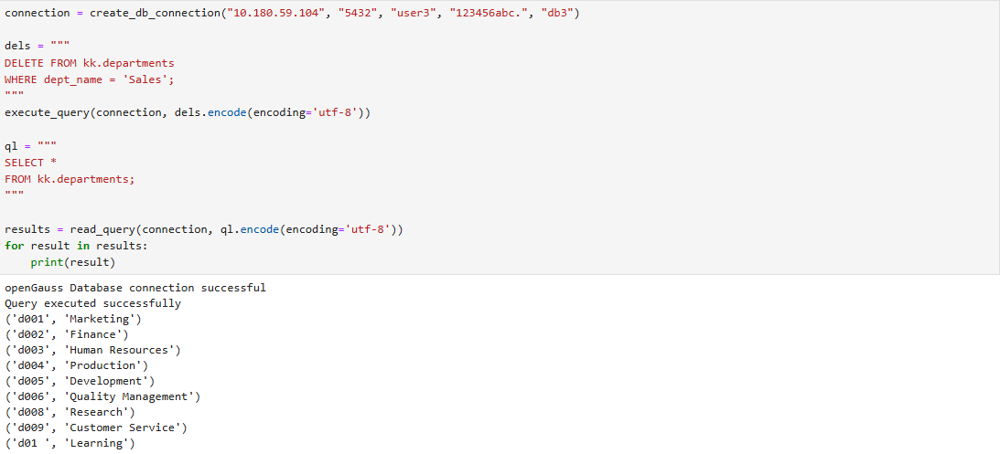 connection = create_db_connection("10.180.59.104", "5432", "user3", "123456abc.", "db3")
dels = """
DELETE FROM kk.departments
WHERE dept_name = 'Sales';
"""
execute_query(connection, dels.encode(encoding='utf-8'))
ql = """
SELECT *
FROM kk.departments;
"""
results = read_query(connection, ql.encode(encoding='utf-8'))
for result in results:
    print(result)
openGauss Database connection successful
Query executed successfully
('d001', 'Marketing')
('d002', 'Finance')
('d003', 'Human Resources')
('d004', 'Production')
('d005', 'Development')
('d006', 'Quality Management')
('d008', 'Research')
('d009', 'Customer Service')
('d01 ', 'Learning')